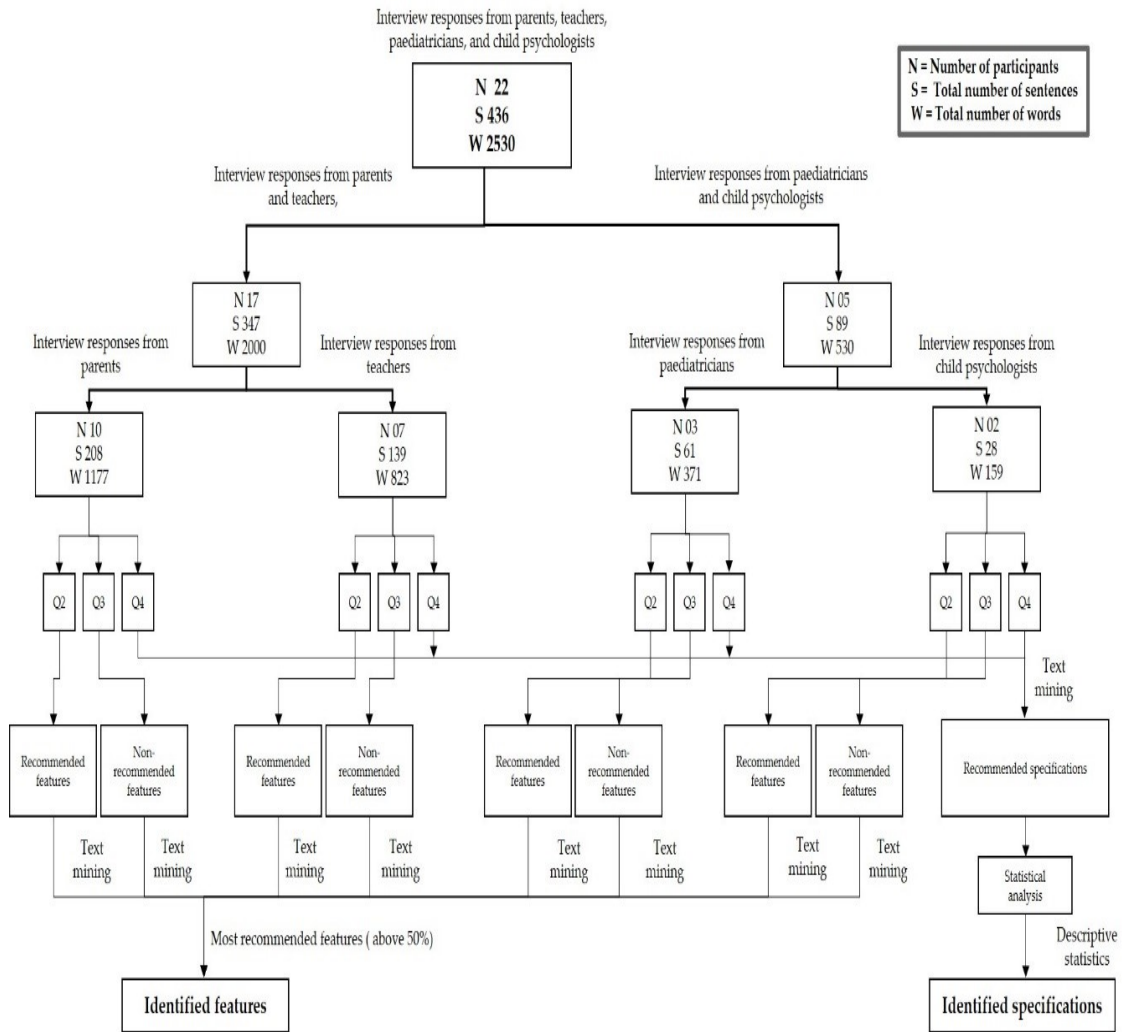 Interview responses from parents, teachers,
paediatricians, and child psychologists
N = Number of participants
S = Total number of sentences
W = Total number of words
N 22
S 436
W 2530
Interview responses from parents
and teachers,
Interview responses from paediatricians
and child psychologists
N 17
S 347
W 2000
N 05
S 89
W 530
Interview responses from
parents
Interview responses from
teachers
Interview responses from
paediatricians
Interview responses from
child psychologists
N 10
S 208
W 1177
N 07
S 139
W 823
N 03
S 61
W 371
N 02
S 28
W 159
Q2
Q3
Q4
Q2
Q3
Q4
Q2
Q3
Q4
Q2
Q3
Q4
Text
mining
Recommended
features
Non-
recommended
features
Recommended
features
Non-
recommended
features
Recommended
features
Non-
recommended
features
Recommended
features
Non-
recommended
features
Recommended specifications
Text
mining
Text
mining
Text
mining
Text
mining
Text
mining
Text
mining
Text
mining
Text
mining
Statistical
analysis
Most recommended features ( above 50%)
Descriptive
statistics
Identified features
Identified specifications